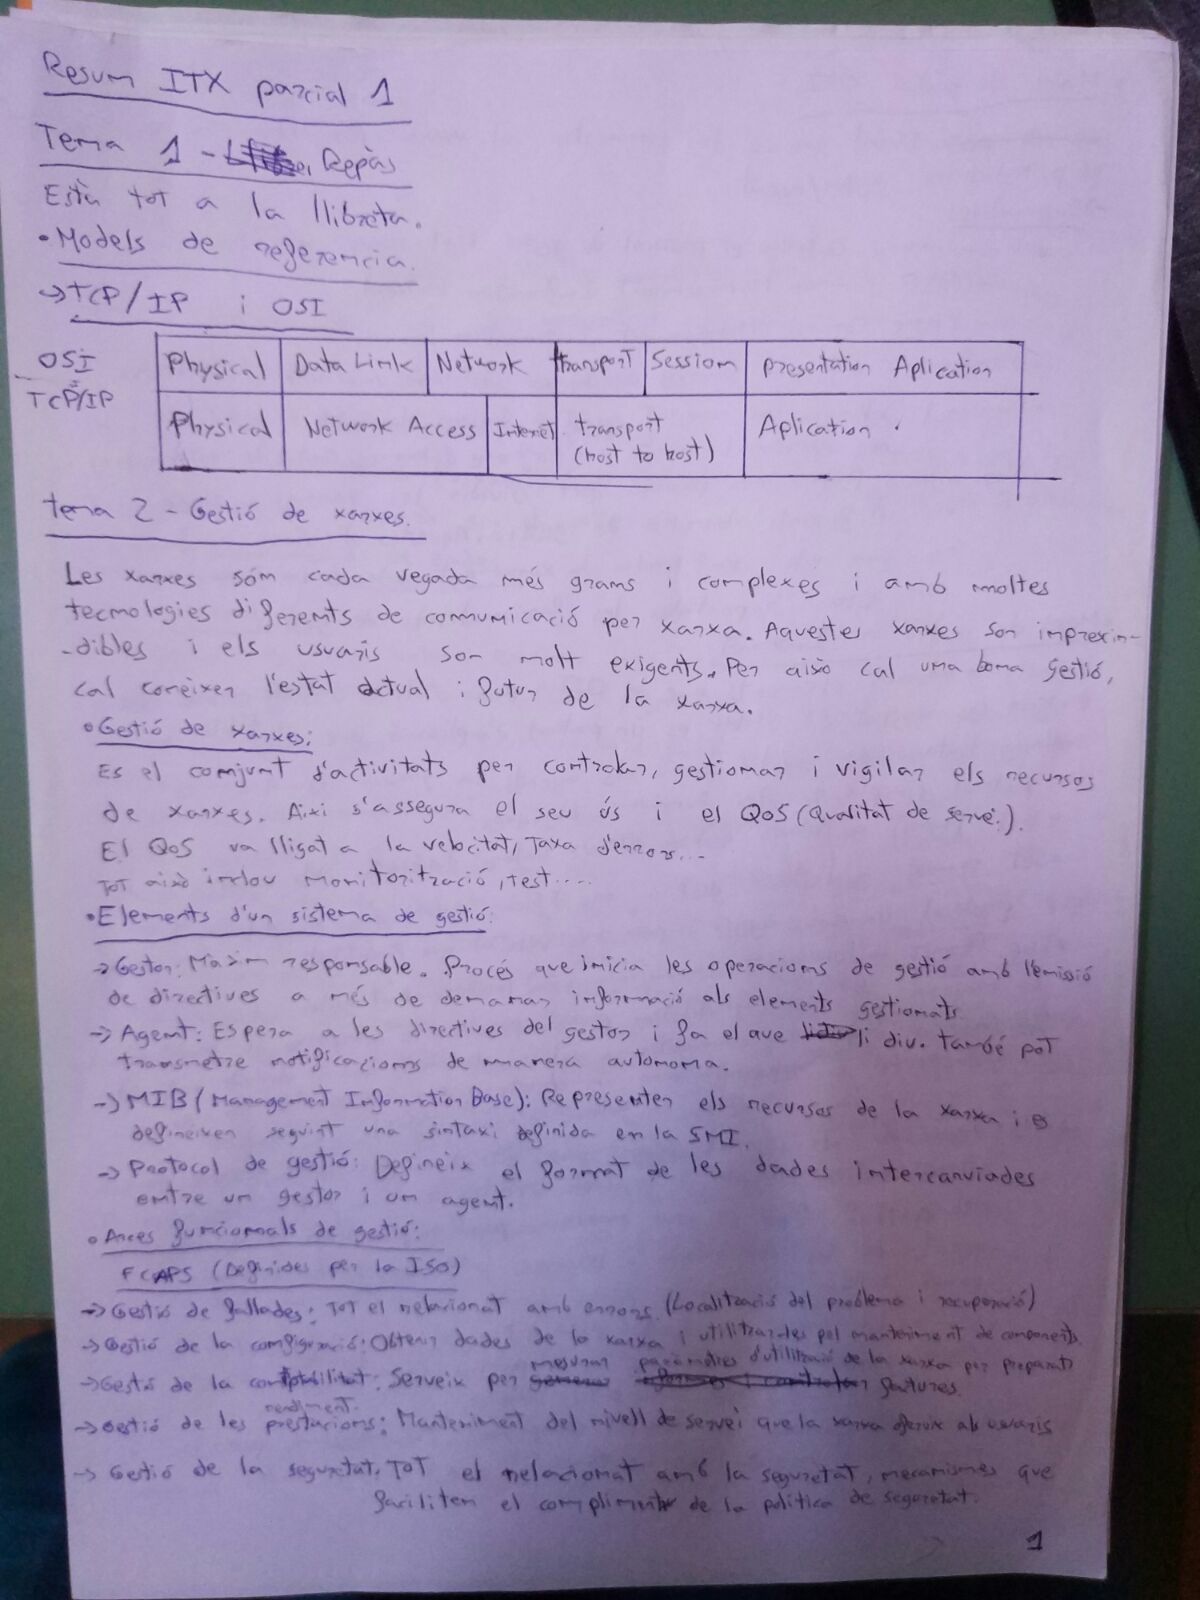 Resum ITX parcial 1
Tema 1 - Repàs
Està tot a la llibreta.
• Models de referencia.
→ TCP/IP i OSI
OSI Physical Data Link Network transport Session presentation Aplication
TCP/IP Physical Network Access Internet transport (host to host) Aplication
tema 2 - Gestió de xarxes.
Les xarxes són cada vegada més grans i complexes i amb moltes
tecnologies diferents de comunicació per xarxa. Aquestes xarxes son imprexin-
-dibles i els usuaris son molt exigents. Per això cal una bona gestió,
cal conèixer l'estat actual i futur de la xarxa.
• Gestió de xarxes:
Es el conjunt d'activitats per controlar, gestionar i vigilar els recursos
de xarxes. Aixi s'assegura el seu ús i el QoS (Qualitat de servei).
El QoS va lligat a la velocitat, taxa d'errors...
Tot això inclou monitorització, test....
• Elements d'un sistema de gestió:
→ Gestor: Màxim responsable. Procés que inicia les operacions de gestió amb l'emissió
de directives a més de demanar informació als elements gestionats.
→ Agent: Espera a les directives del gestor i fa el que li diu. també pot
transmetre notificacions de manera autònoma.
→ MIB (Management Information Base): Representen els recursos de la xarxa i es
defineixen seguint una sintaxi definida en la SMI.
→ Protocol de gestió: Defineix el format de les dades intercanviades
entre un gestor i un agent.
• Arees funcionals de gestió:
FCAPS (Definides per la ISO)
→ Gestió de fallades: Tot el relacionat amb errors (Localització del problema i recuperació)
→ Gestió de la configuració: Obtenir dades de la xarxa i utilitzar-les pel manteniment de components.
→ Gestió de la comptabilitat: Serveix per mesurar paràmetres d'utilització de la xarxa per preparar factures.
→ Gestió de les prestacions: rendiment. Manteniment del nivell de servei que la xarxa ofereix als usuaris
→ Gestió de la seguretat. Tot el relacionat amb la seguretat, mecanismes que
faciliten el compliment de la política de seguretat.
1